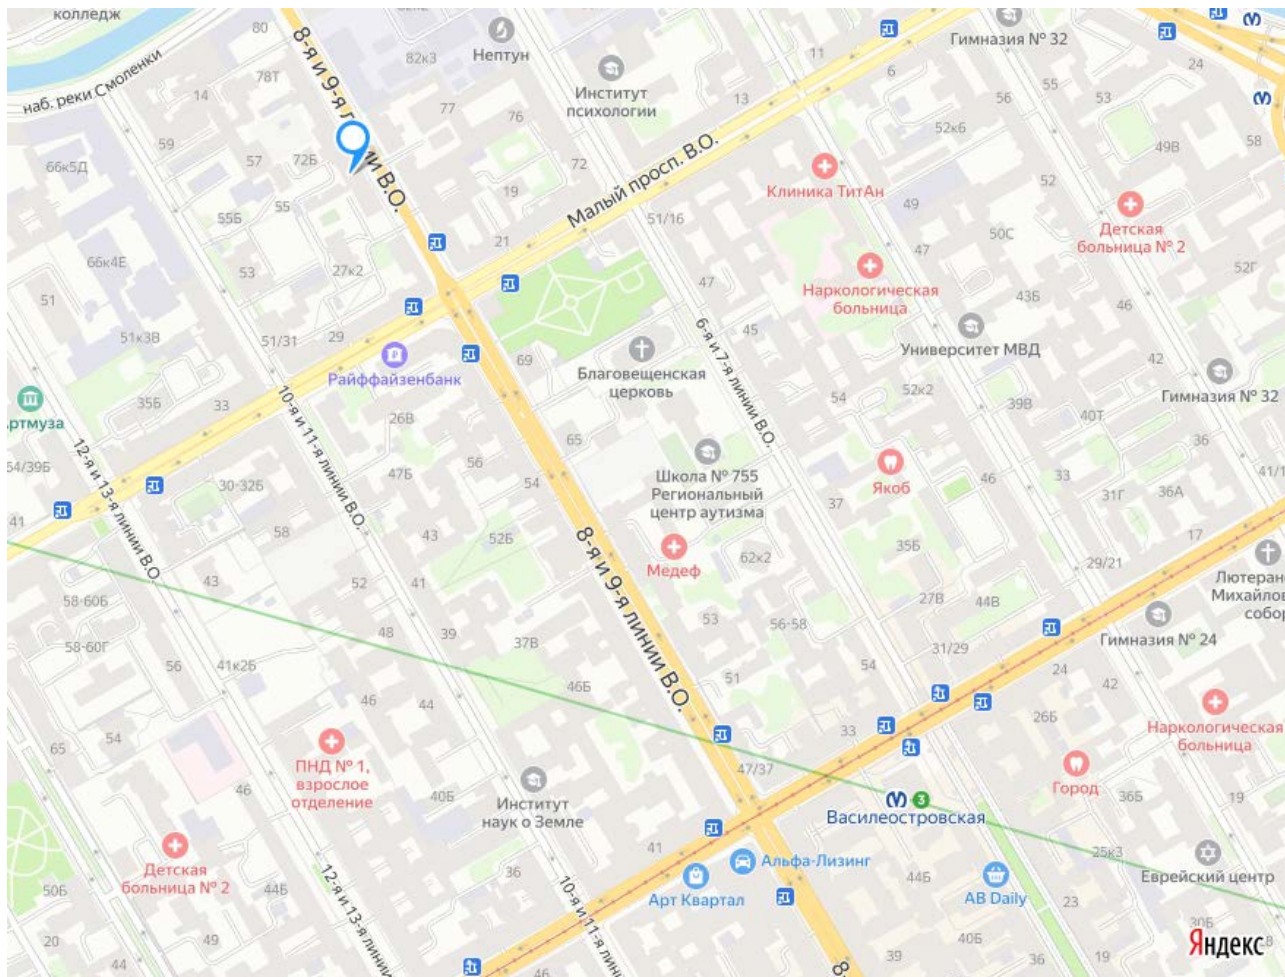 колледж
80
82к2
Нептун
82к3
Гимназия № 32
11
24
наб. реки Смоленки
78Т
14
8-я и 9-я линии В.О.
Институт
психологии
6
55
56
53
13
77
76
59
57
72Б
66к5Д
52к6
49В
58
72
Малый просп. В.О.
Клиника ТитАн
52
19
55
55Б
51/16
49
Детская
больница № 2
50С
21
47
66к4Е
53
27к2
47
52Г
Наркологическая
больница
43Б
46
51
51к3В
51/31
29
45
6-я и 7-я линии В.О.
Университет МВД
42
69
Благовещенская
церковь
Райффайзенбанк
52к2
Гимназия № 32
54
39В
40Т
35Б
33
10-я и 11-я линии В.О.
26В
ртмуза
65
36
12-я и 13-я линии В.О.
54/39Б
56
47Б
54
Школа № 755
Региональный
центр аутизма
Якоб
33
41/1
30-32Б
31Г
36А
37
41
58
43
52Б
8-я и 9-я линии В.О.
35Б
17
Медеф
62к2
29/21
43
52
41
Лютеран
Михайлов
собор
58-60Б
27В
44В
53
56-58
Гимназия № 24
48
39
37В
58-60Г
31/29
56
41к2Б
54
24
51
46Б
42
46
44
26Б
65
54
33
Наркологическая
больница
ПНД № 1,
взрослое
отделение
47/37
Институт
наук о Земле
46
40Б
3
Василеостровская
Город
36Б
19
41
Альфа-Лизинг
25к3
Детская
больница № 2
36
Арт Квартал
44Б
AB Daily
Еврейский центр
50Б
44Б
12-я и 13-я линии
10-я и 11-я линии
23
30Б
20
49
39
40Б
28
Яндекс
44
46
8-